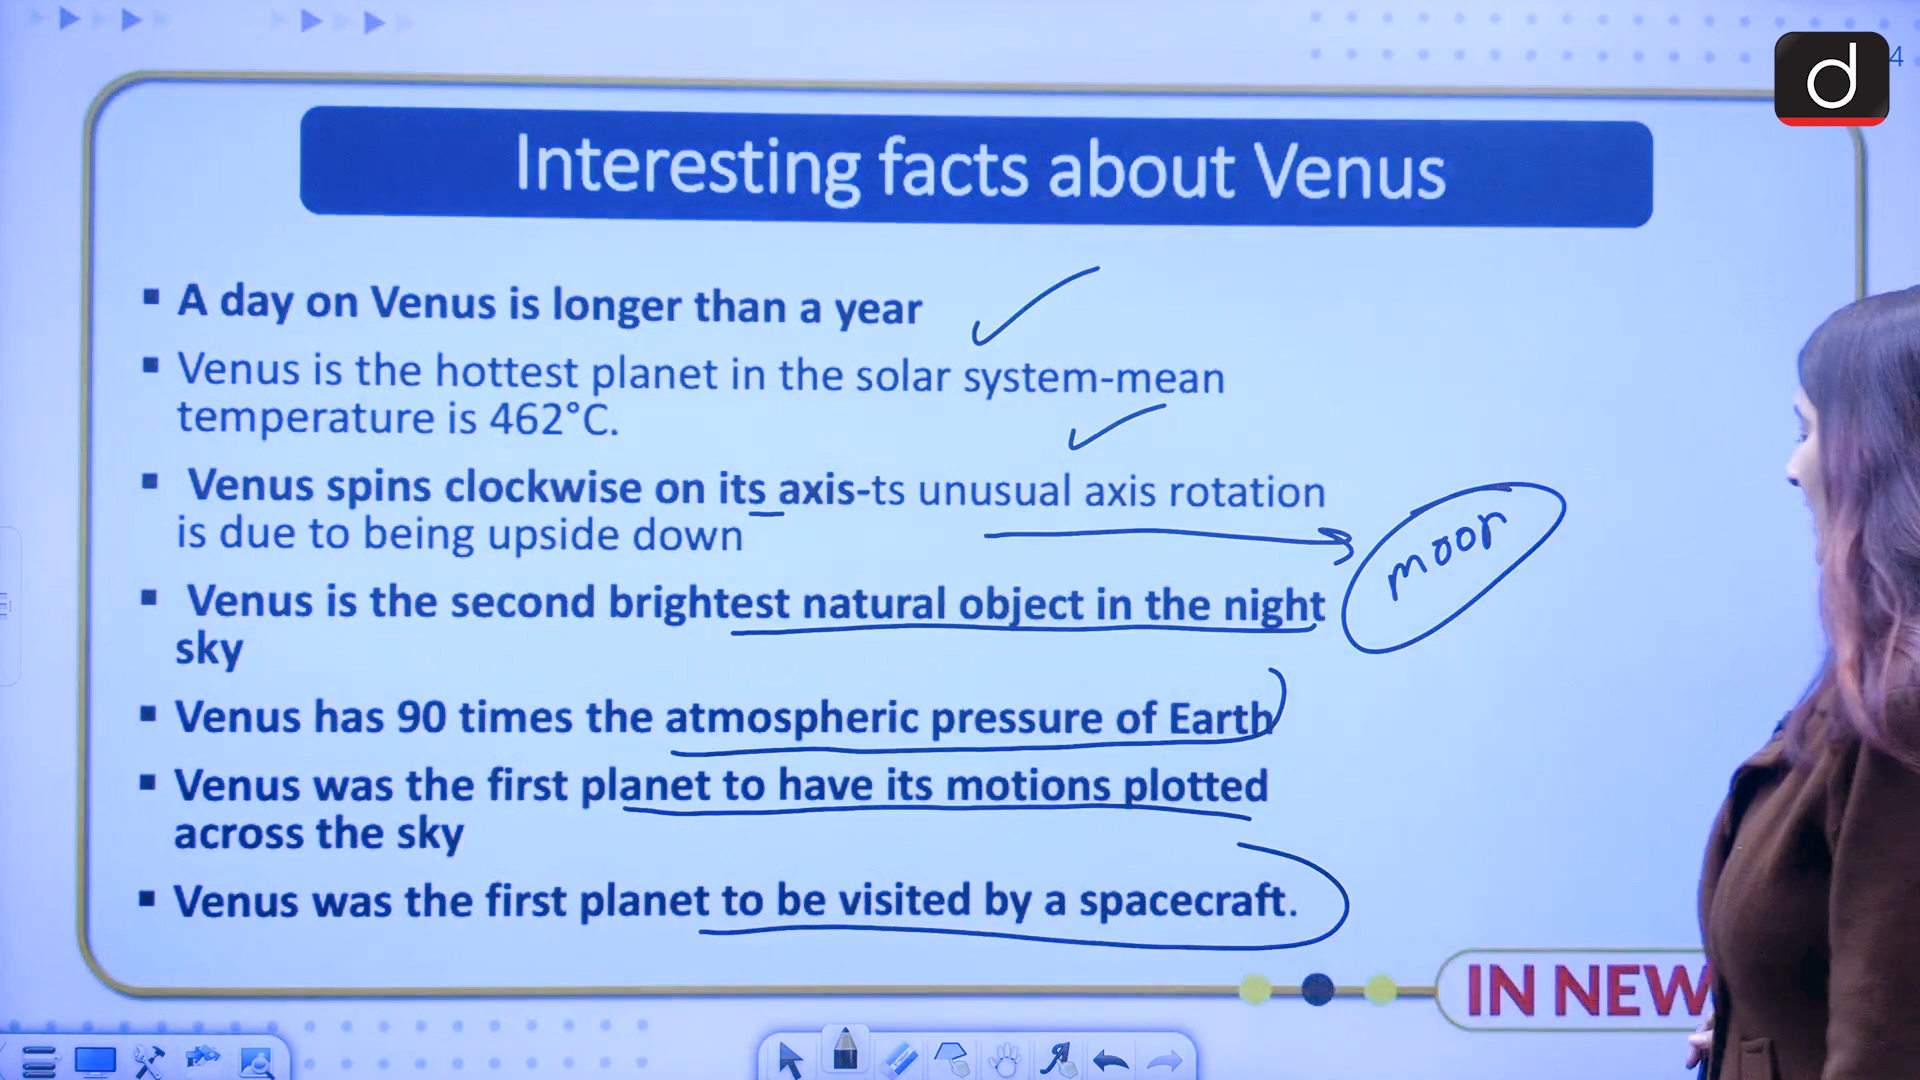 d
4
Interesting facts about Venus
A day on Venus is longer than a year
Venus is the hottest planet in the solar system-mean
temperature is 462°C.
Venus spins clockwise on its axis-ts unusual axis rotation
is due to being upside down
moon
Venus is the second brightest natural object in the night
sky
Venus has 90 times the atmospheric pressure of Earth
Venus was the first planet to have its motions plotted
across the sky
Venus was the first planet to be visited by a spacecraft.
IN NEW